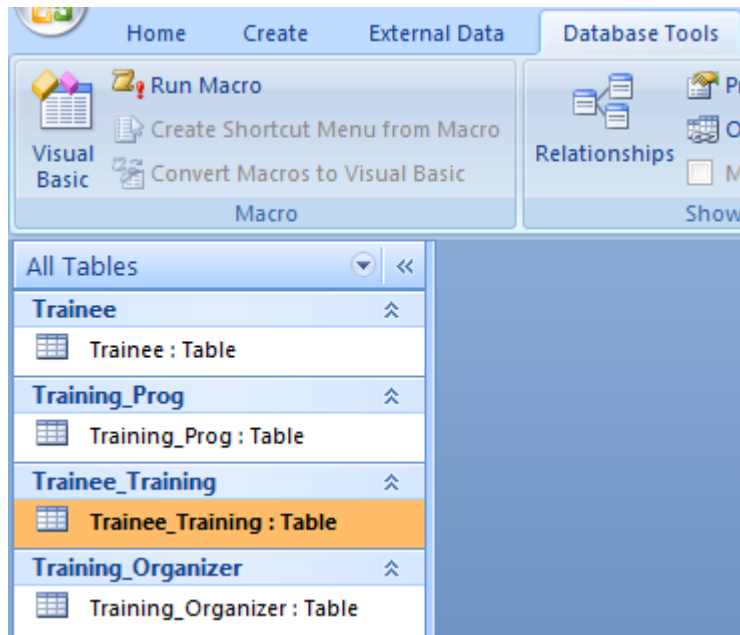 Home Create External Data Database Tools
Visual Basic
Run Macro
Create Shortcut Menu from Macro
Convert Macros to Visual Basic
Macro
Relationships
Show
All Tables
Trainee
Trainee : Table
Training_Prog
Training_Prog : Table
Trainee_Training
Trainee_Training : Table
Training_Organizer
Training_Organizer : Table